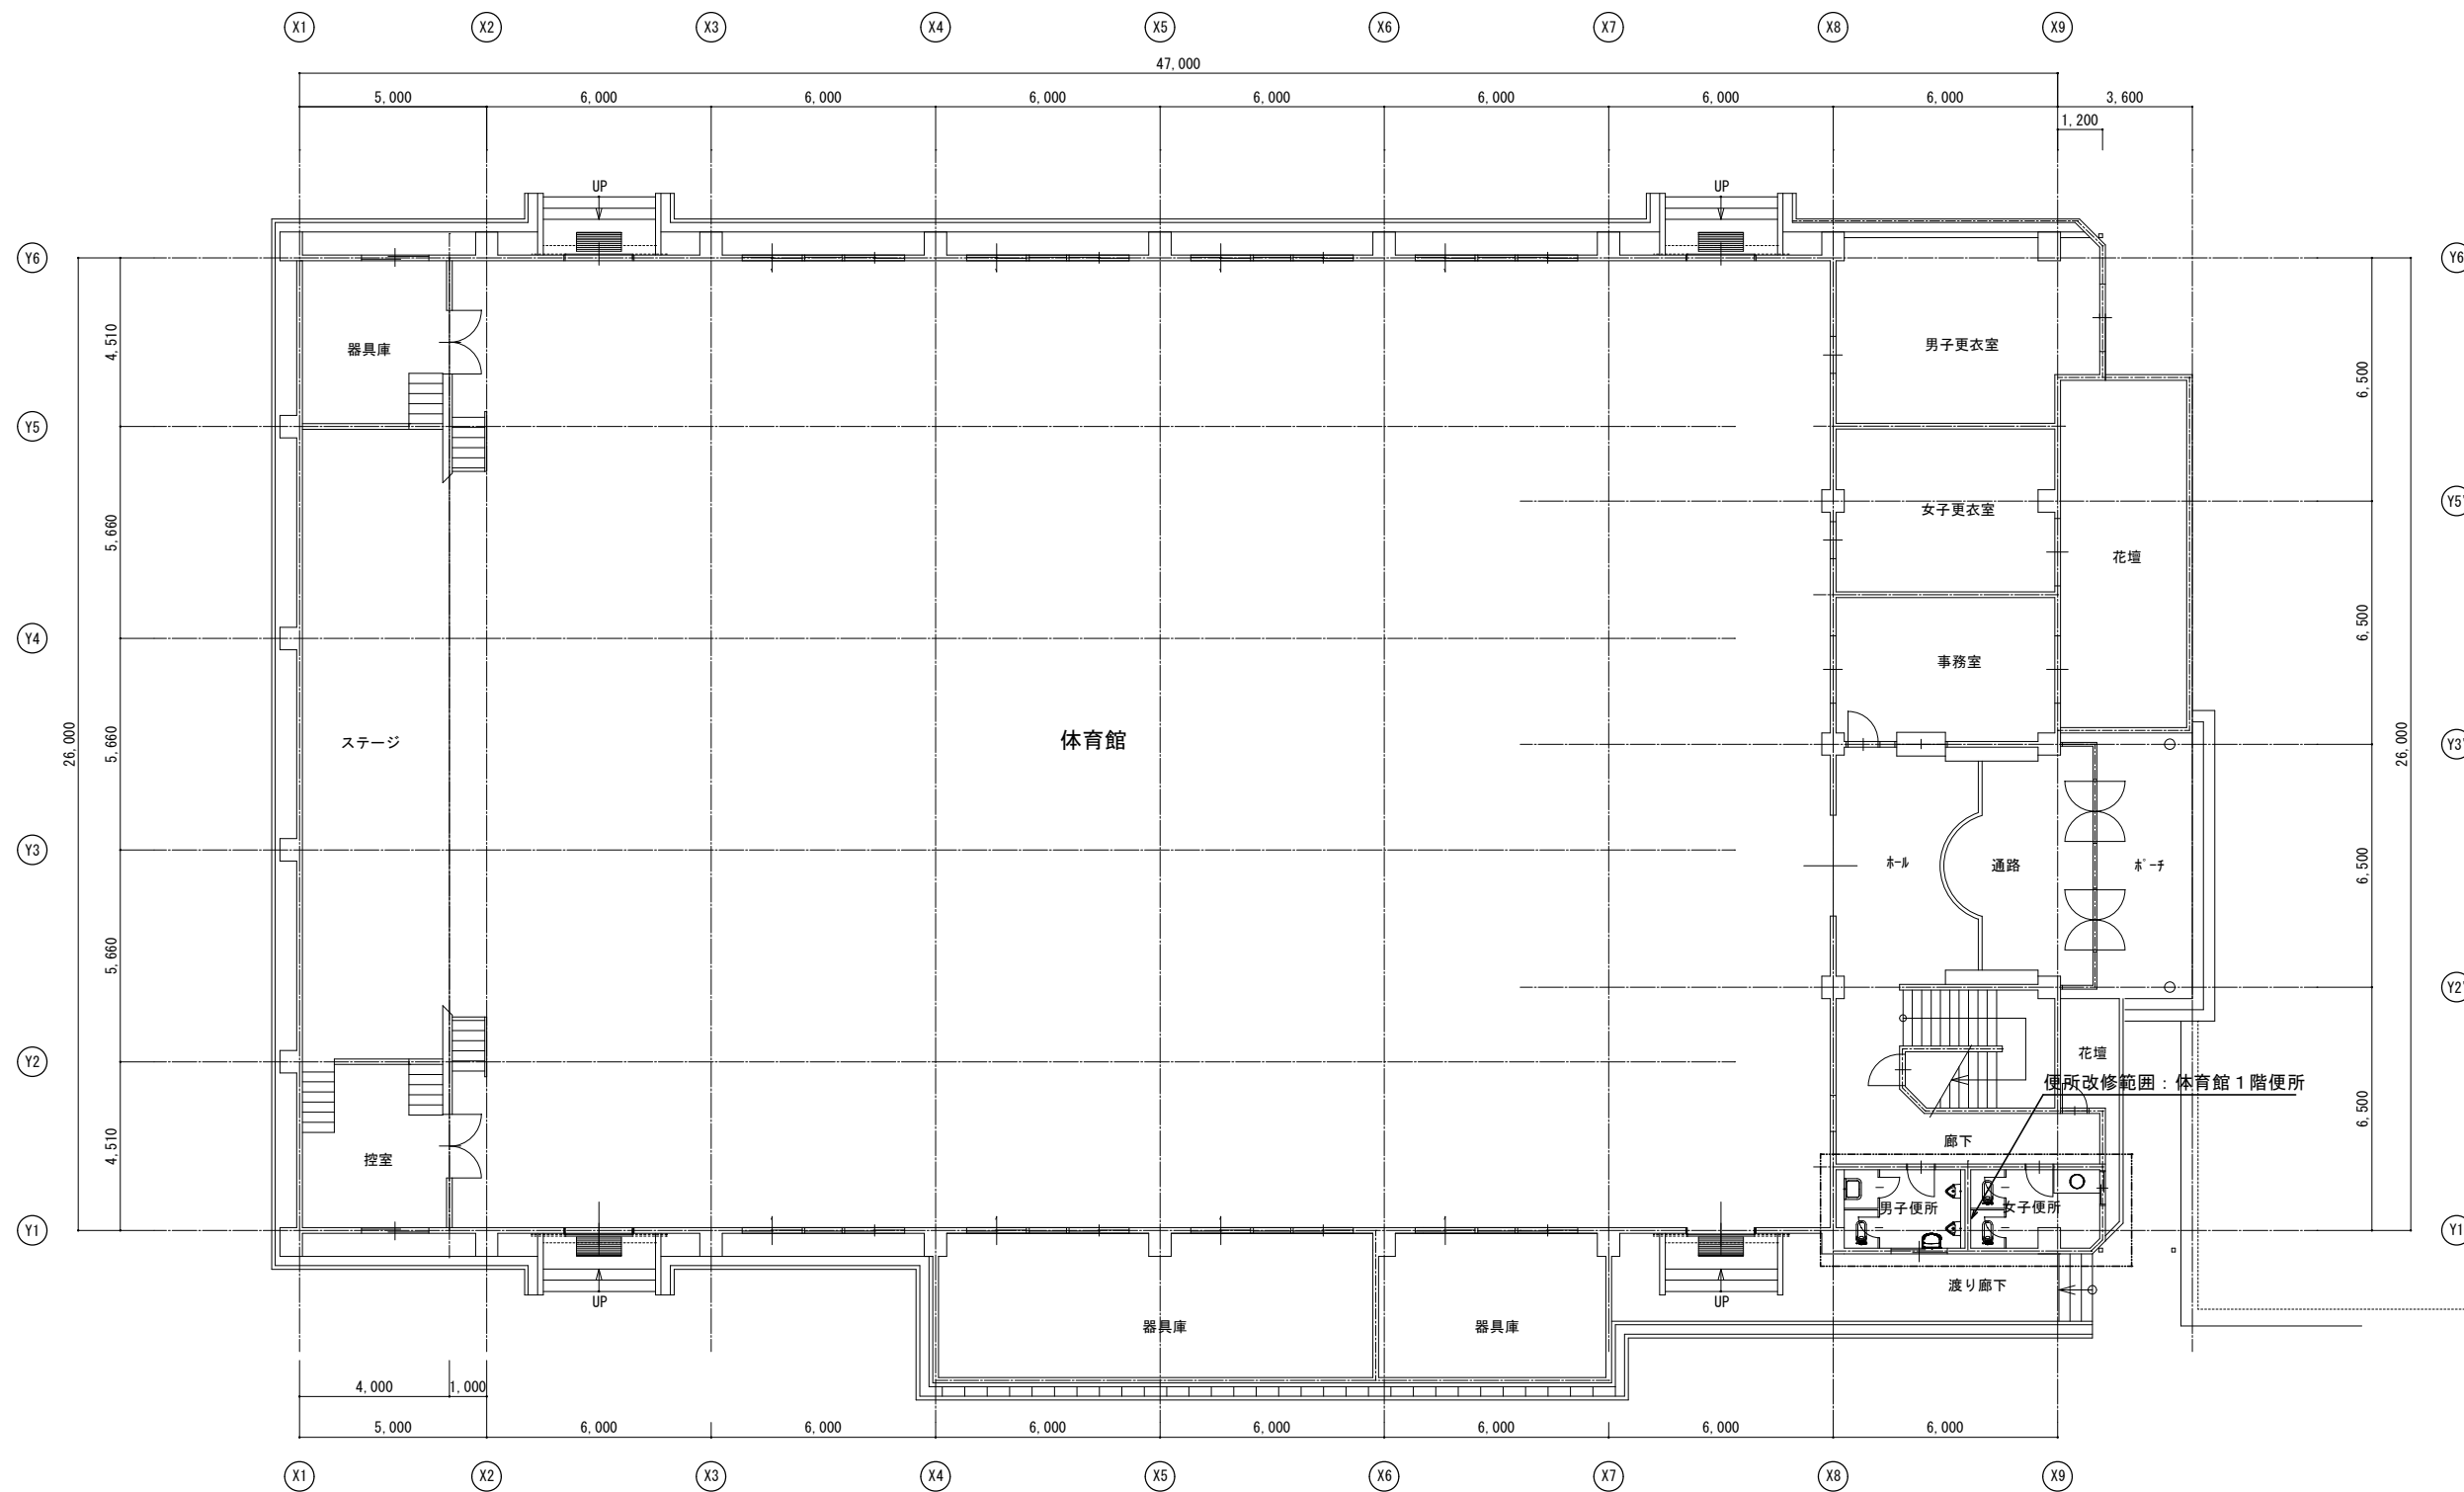 X1 X2 X3 X4 X5 X6 X7 X8 X9
47,000
5,000 6,000 6,000 6,000 6,000 6,000 6,000 6,000 3,600
1,200
UP UP
Y6 Y6
4,510
器具庫
男子更衣室
6,500
Y5
Y5'
5,660
女子更衣室
花壇
6,500
Y4
事務室
26,000
5,660
ステージ
体育館
Y3'
26,000
Y3
ホール
通路
ポーチ
6,500
5,660
Y2'
Y2
花壇
便所改修範囲：体育館１階便所
6,500
4,510
廊下
控室
男子便所
女子便所
Y1 Y1
渡り廊下
UP UP
器具庫
器具庫
4,000 1,000
5,000 6,000 6,000 6,000 6,000 6,000 6,000 6,000
X1 X2 X3 X4 X5 X6 X7 X8 X9